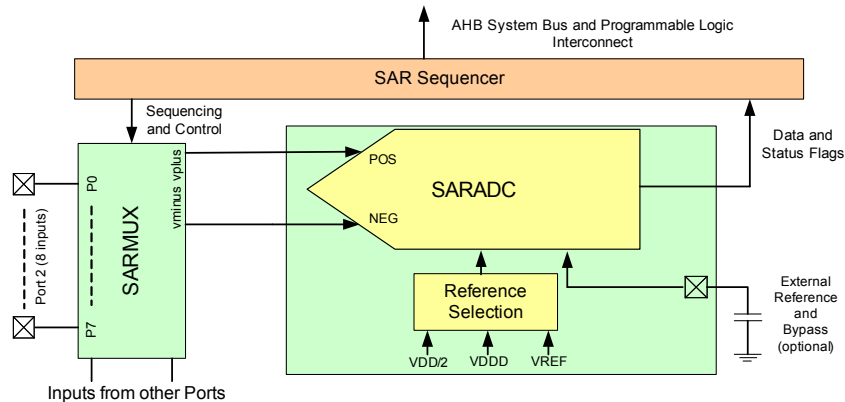 AHB System Bus and Programmable Logic
Interconnect
SAR Sequencer
Sequencing
and Control
Data and
Status Flags
vminus vplus
POS
NEG
SARADC
P0
Port 2 (8 inputs)
P7
SARMUX
Reference
Selection
VDD/2
VDDD
VREF
External
Reference
and
Bypass
(optional)
Inputs from other Ports